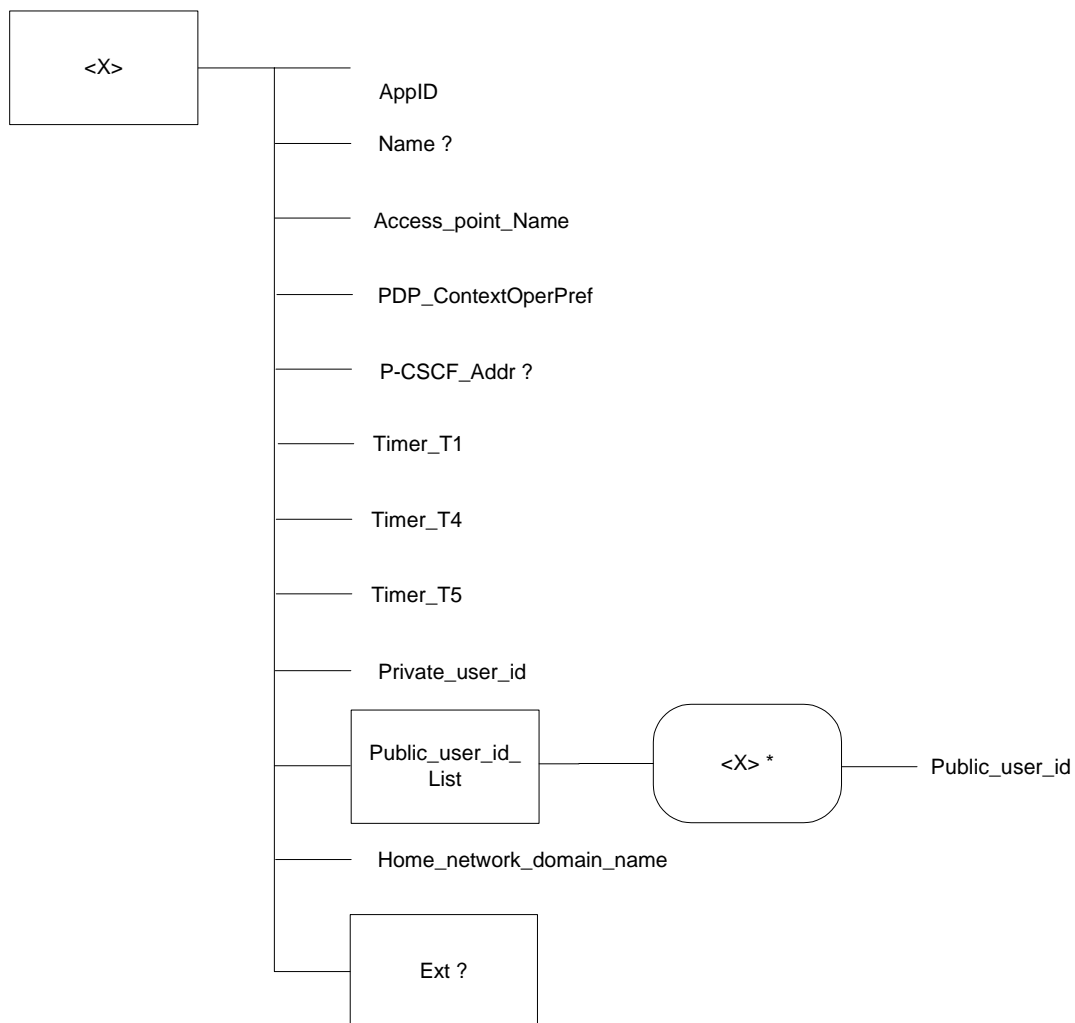 <X>
AppID
Name ?
Access_point_Name
PDP_ContextOperPref
P-CSCF_Addr ?
Timer_T1
Timer_T4
Timer_T5
Private_user_id
Public_user_id_
List
<X> *
Public_user_id
Home_network_domain_name
Ext ?